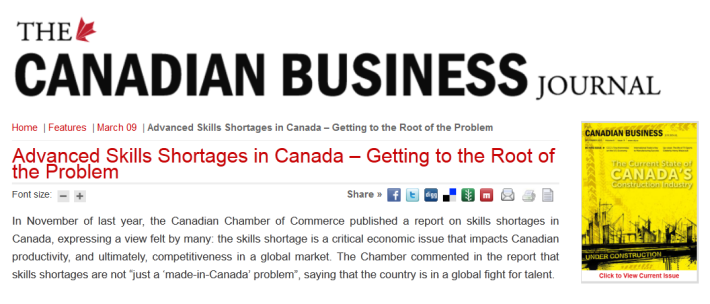 THE
CANADIAN BUSINESS JOURNAL
Home | Features | March 09 | Advanced Skills Shortages in Canada – Getting to the Root of the Problem
Advanced Skills Shortages in Canada – Getting to the Root of
the Problem
Font size:
Share »
digg
In November of last year, the Canadian Chamber of Commerce published a report on skills shortages in
Canada, expressing a view felt by many: the skills shortage is a critical economic issue that impacts Canadian
productivity, and ultimately, competitiveness in a global market. The Chamber commented in the report that
skills shortages are not "just a 'made-in-Canada' problem", saying that the country is in a global fight for talent.
CANADIAN BUSINESS JOURNAL
The Current State of
CANADA'S
Construction Industry
UNDER CONSTRUCTION
Click to View Current Issue